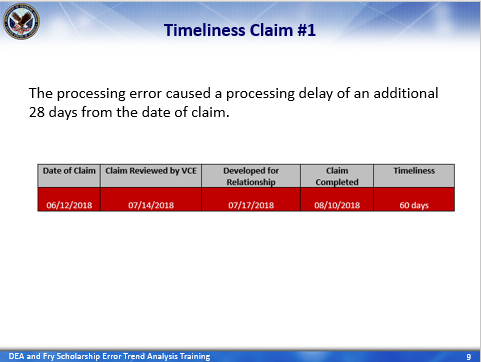 Timeliness Claim #1
The processing error caused a processing delay of an additional
28 days from the date of claim.
Date of Claim Claim Reviewed by VCE Developed for Relationship Claim Completed Timeliness
06/12/2018 07/14/2018 07/17/2018 08/10/2018 60 days
DEA and Fry Scholarship Error Trend Analysis Training 9